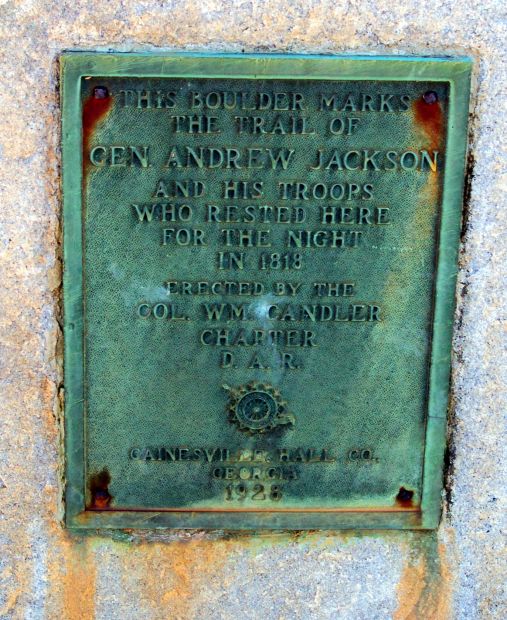 THIS BOULDER MARKS
THE TRAIL OF
GEN. ANDREW JACKSON
AND HIS TROOPS
WHO RESTED HERE
FOR THE NIGHT
IN 1818
ERECTED BY THE
COL. WM. CANDLER
CHAPTER
D. A. R.
GAINESVILLE, HALL CO.,
GEORGIA
1928